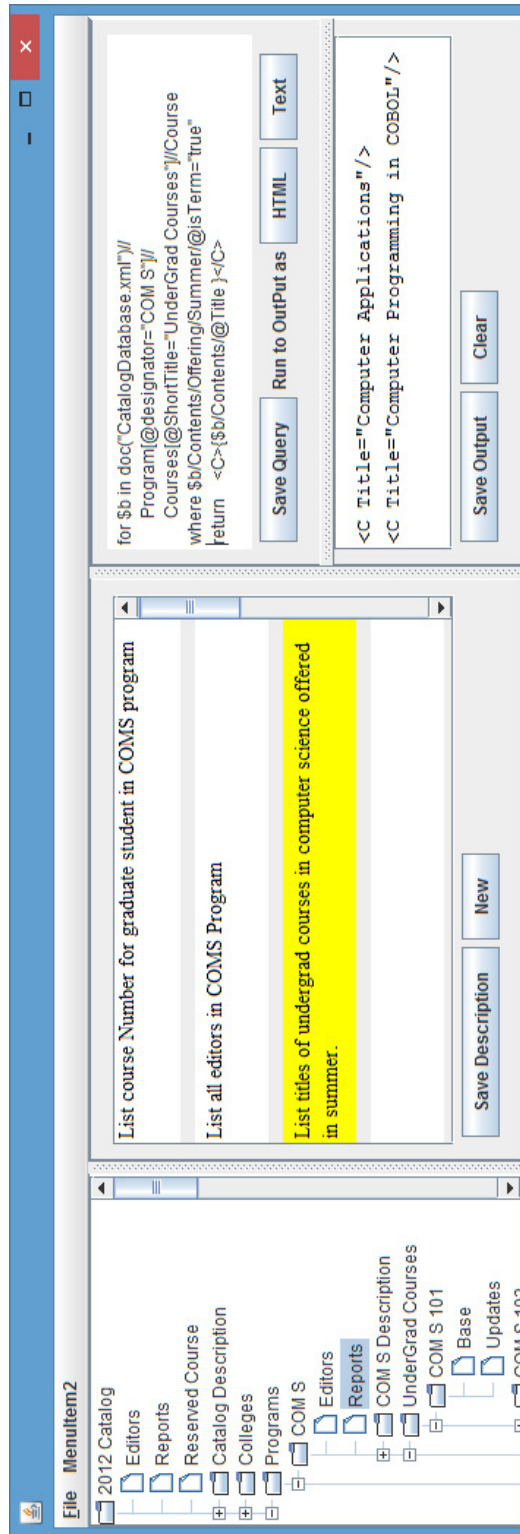 File MenuItem2
2012 Catalog
Editors
Reports
Reserved Course
Catalog Description
Colleges
Programs
COM S
Editors
Reports
COM S Description
UnderGrad Courses
COM S 101
Base
Updates
COM S 103
List course Number for graduate student in COMS program
List all editors in COMS Program
List titles of undergrad courses in computer science offered
in summer.
Save Description New
for $b in doc("CatalogDatabase.xml")//
Program[@designator="COM S"]//
Courses[@ShortTitle="UnderGrad Courses"]//Course
where $b/Contents/Offering/Summer/@isTerm="true"
return <C>{$b/Contents/@Title }</C>
Save Query Run to OutPut as HTML Text
<C Title="Computer Applications"/>
<C Title="Computer Programming in COBOL"/>
Save Output Clear